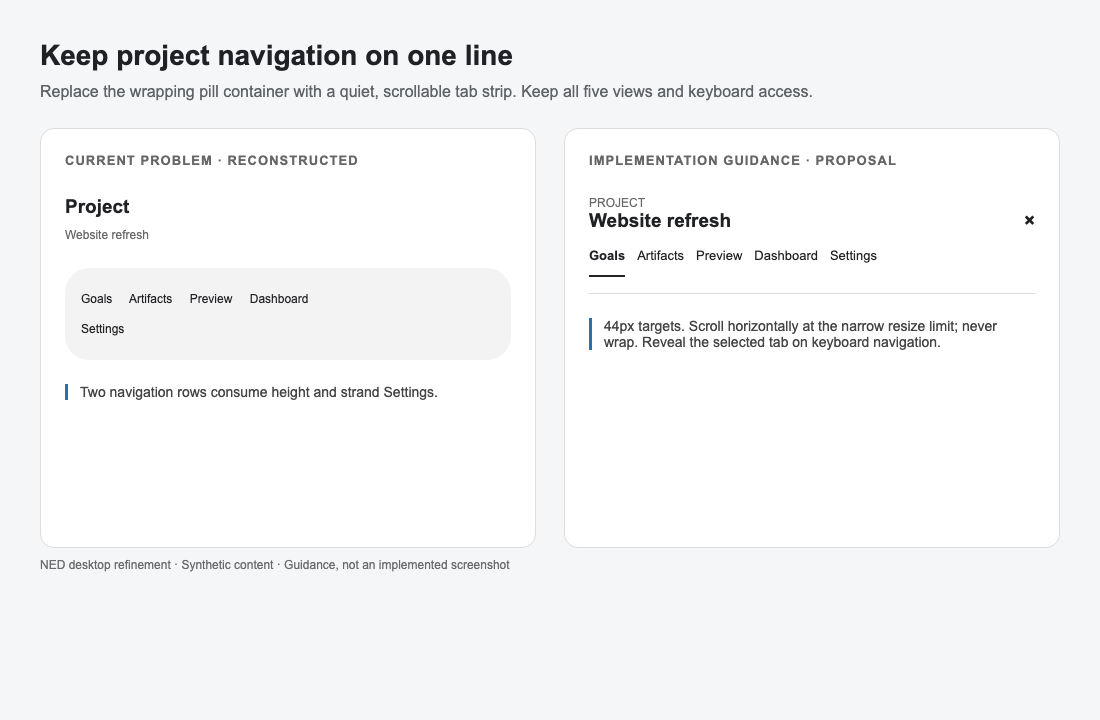 Keep project navigation on one line
Replace the wrapping pill container with a quiet, scrollable tab strip. Keep all five views and keyboard access.
CURRENT PROBLEM · RECONSTRUCTED
Project
Website refresh
Goals Artifacts Preview Dashboard
Settings
Two navigation rows consume height and strand Settings.
IMPLEMENTATION GUIDANCE · PROPOSAL
PROJECT
Website refresh ×
Goals Artifacts Preview Dashboard Settings
44px targets. Scroll horizontally at the narrow resize limit; never
wrap. Reveal the selected tab on keyboard navigation.
NED desktop refinement · Synthetic content · Guidance, not an implemented screenshot